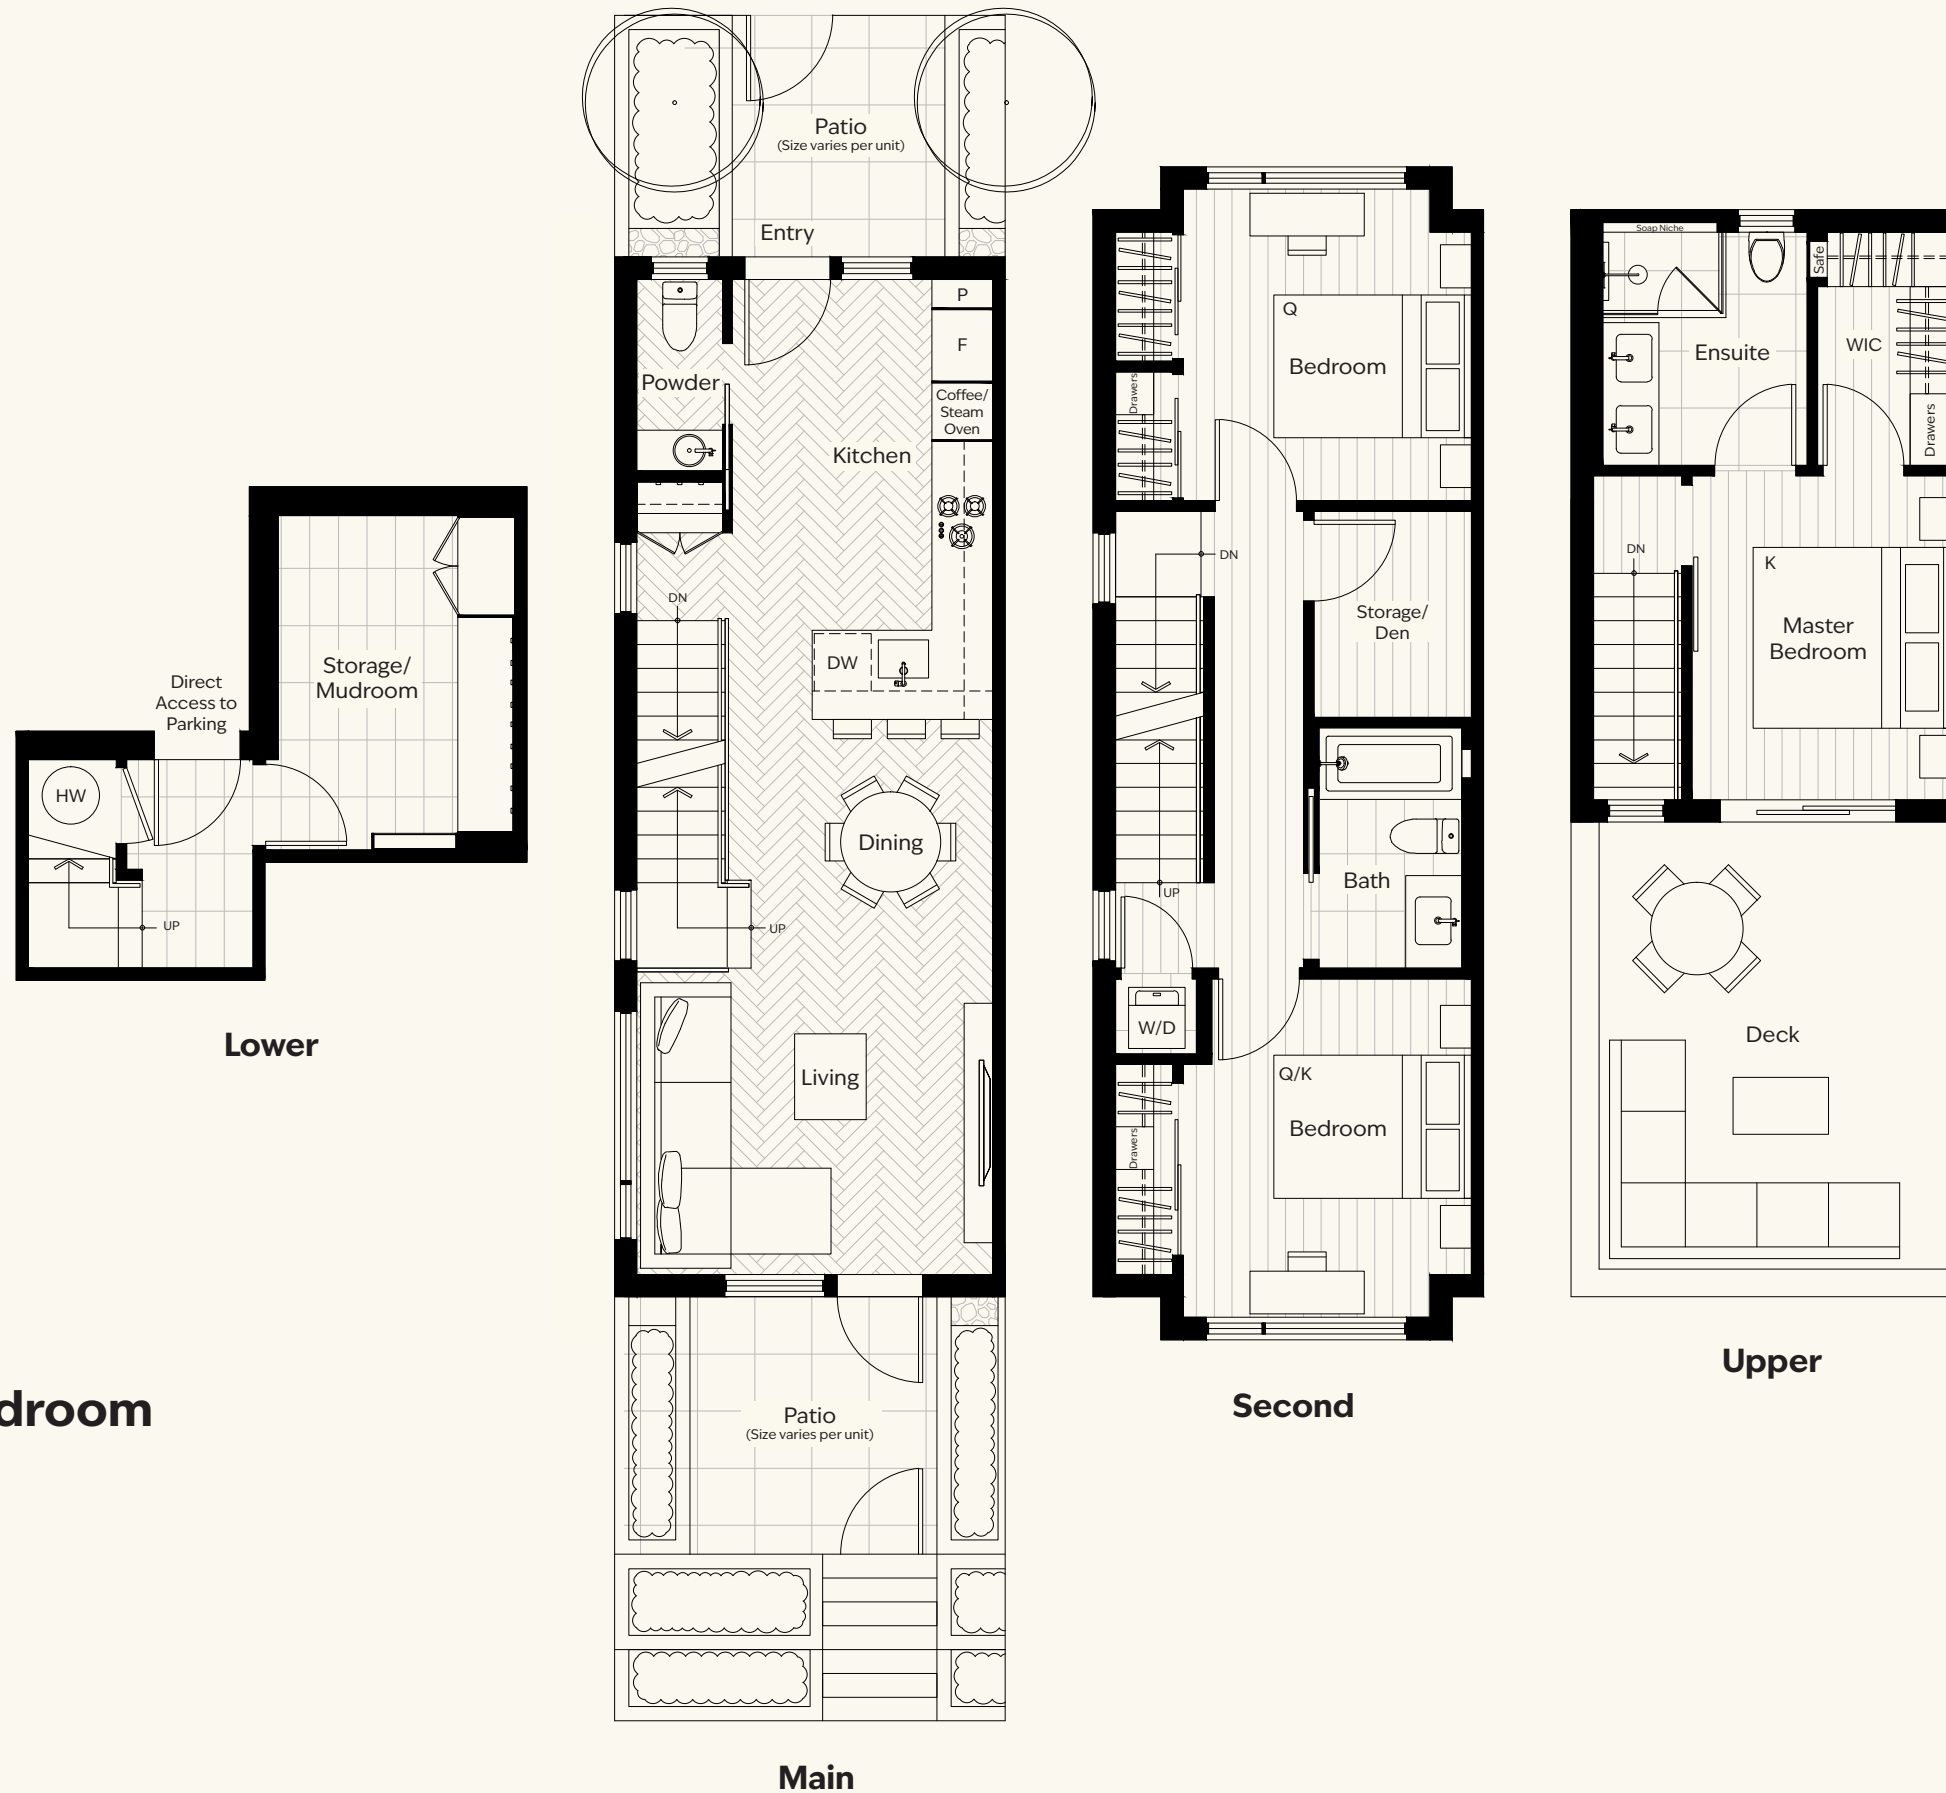 Direct
Access to
Parking
Storage/
Mudroom
HW
UP
Lower
droom
Patio
(Size varies per unit)
Entry
P
F
Coffee/
Steam
Oven
Powder
Kitchen
DN
DW
Dining
UP
Living
Patio
(Size varies per unit)
Main
Q
Bedroom
Drawers
DN
Storage/
Den
Bath
UP
W/D
Q/K
Bedroom
Drawers
Second
Soap Niche
Safe
Ensuite
WIC
Drawers
DN
K
Master
Bedroom
Deck
Upper